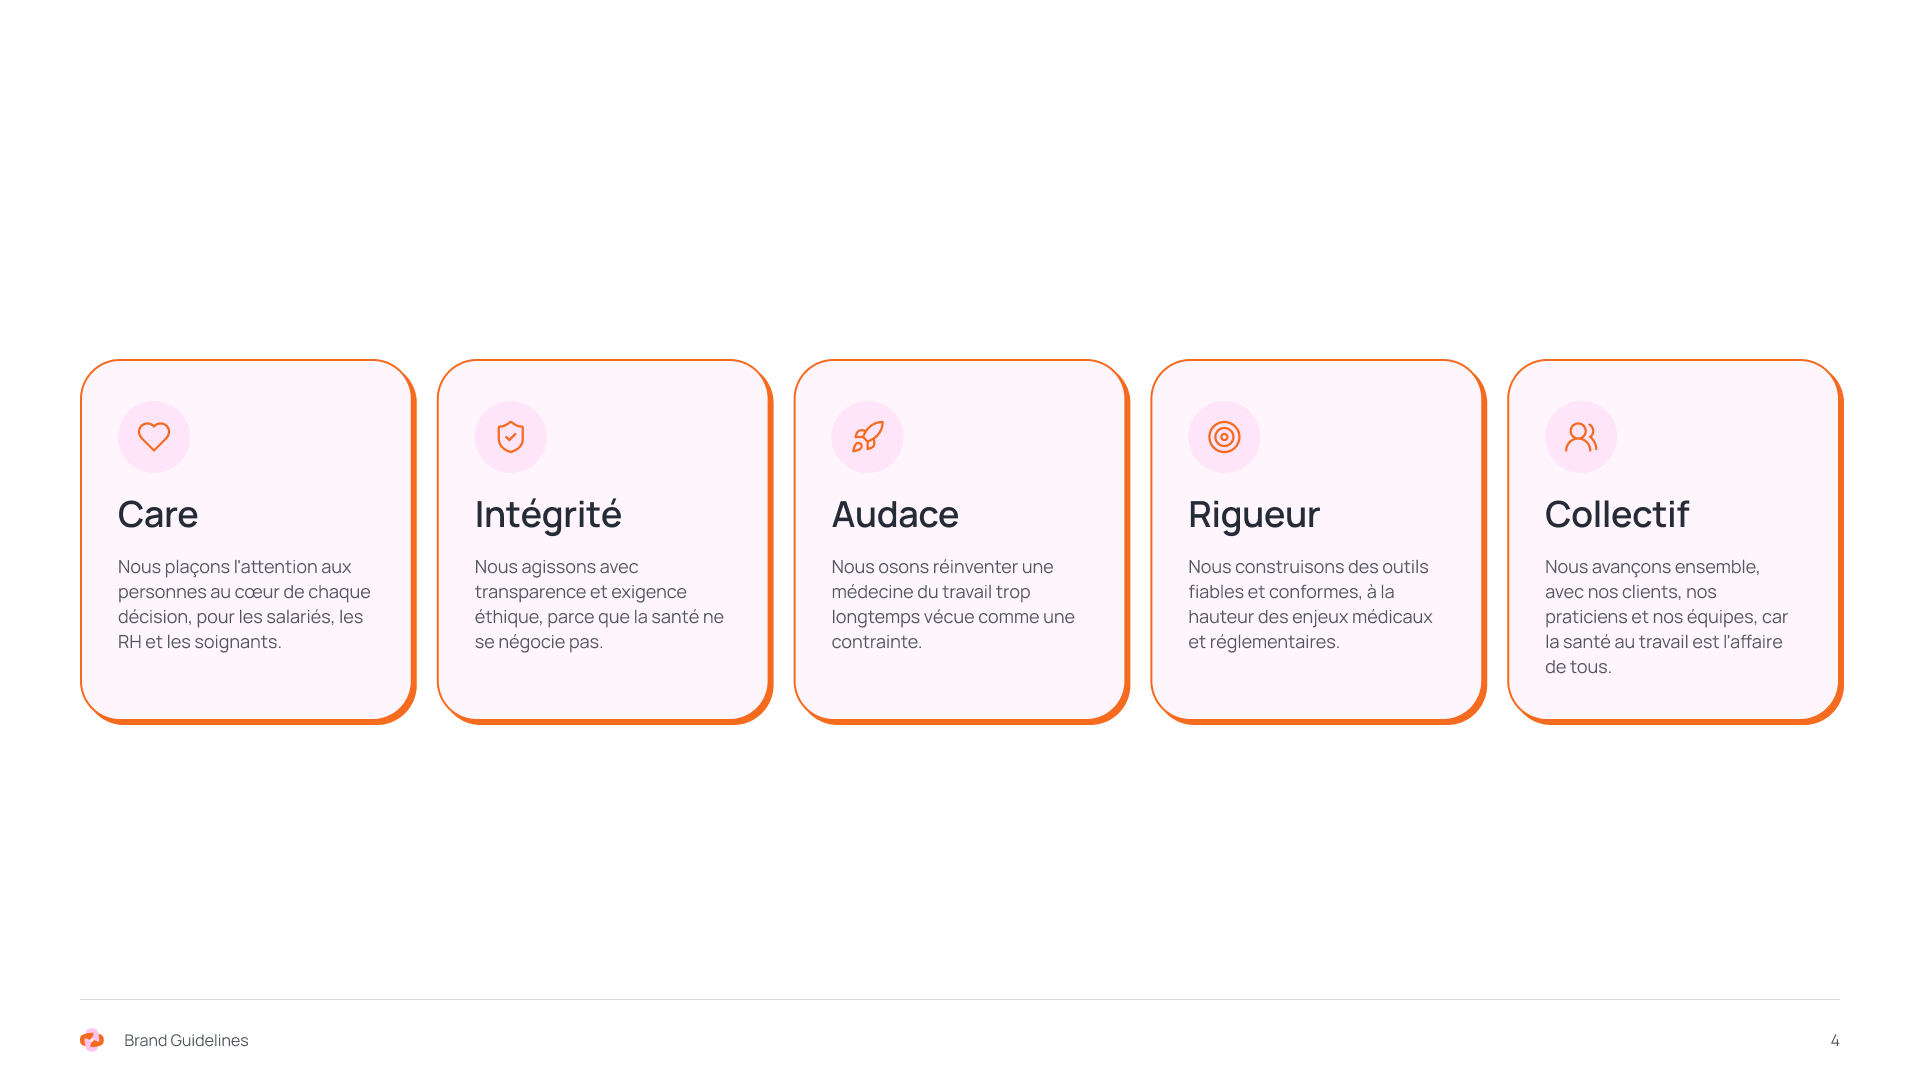 Care
Nous plaçons l'attention aux
personnes au cœur de chaque
décision, pour les salariés, les
RH et les soignants.
Intégrité
Nous agissons avec
transparence et exigence
éthique, parce que la santé ne
se négocie pas.
Audace
Nous osons réinventer une
médecine du travail trop
longtemps vécue comme une
contrainte.
Rigueur
Nous construisons des outils
fiables et conformes, à la
hauteur des enjeux médicaux
et réglementaires.
Collectif
Nous avançons ensemble,
avec nos clients, nos
praticiens et nos équipes, car
la santé au travail est l'affaire
de tous.
Brand Guidelines
4